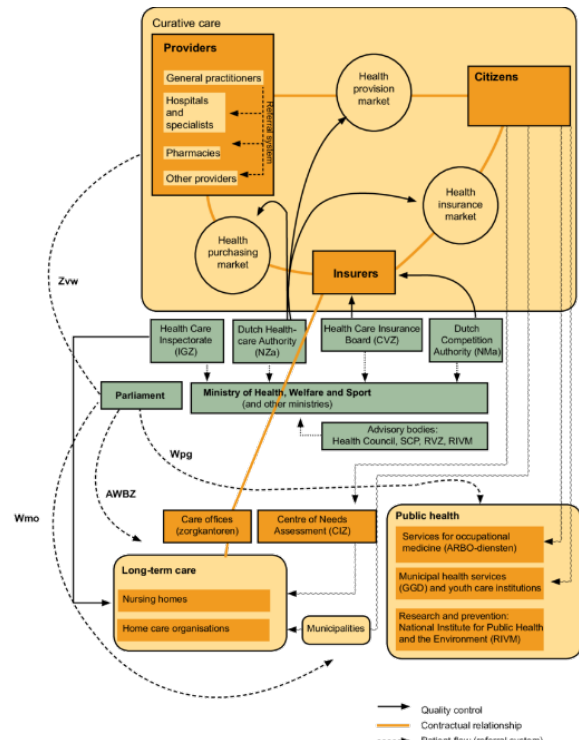 Curative care
Providers
General practitioners
Hospitals and
specialists
Pharmacies
Other providers
Referral system
Health
provision
market
Citizens
Health
insurance
market
Health
purchasing
market
Insurers
Zvw
Health Care
Inspectorate
(IGZ)
Dutch Health-
care Authority
(NZa)
Health Care Insurance
Board (CVZ)
Dutch
Competition
Authority (NMa)
Parliament
Ministry of Health, Welfare and Sport
(and other ministries)
Advisory bodies:
Health Council, SCP, RVZ, RIVM
Wpg
AWBZ
Wmo
Care offices
(zorgkantoren)
Centre of Needs
Assessment (CIZ)
Public health
Services for occupational
medicine (ARBO-diensten)
Municipal health services
(GGD) and youth care institutions
Research and prevention:
National Institute for Public Health
and the Environment (RIVM)
Long-term care
Nursing homes
Home care organisations
Municipalities
Quality control
Contractual relationship
Patient flow (referral system)